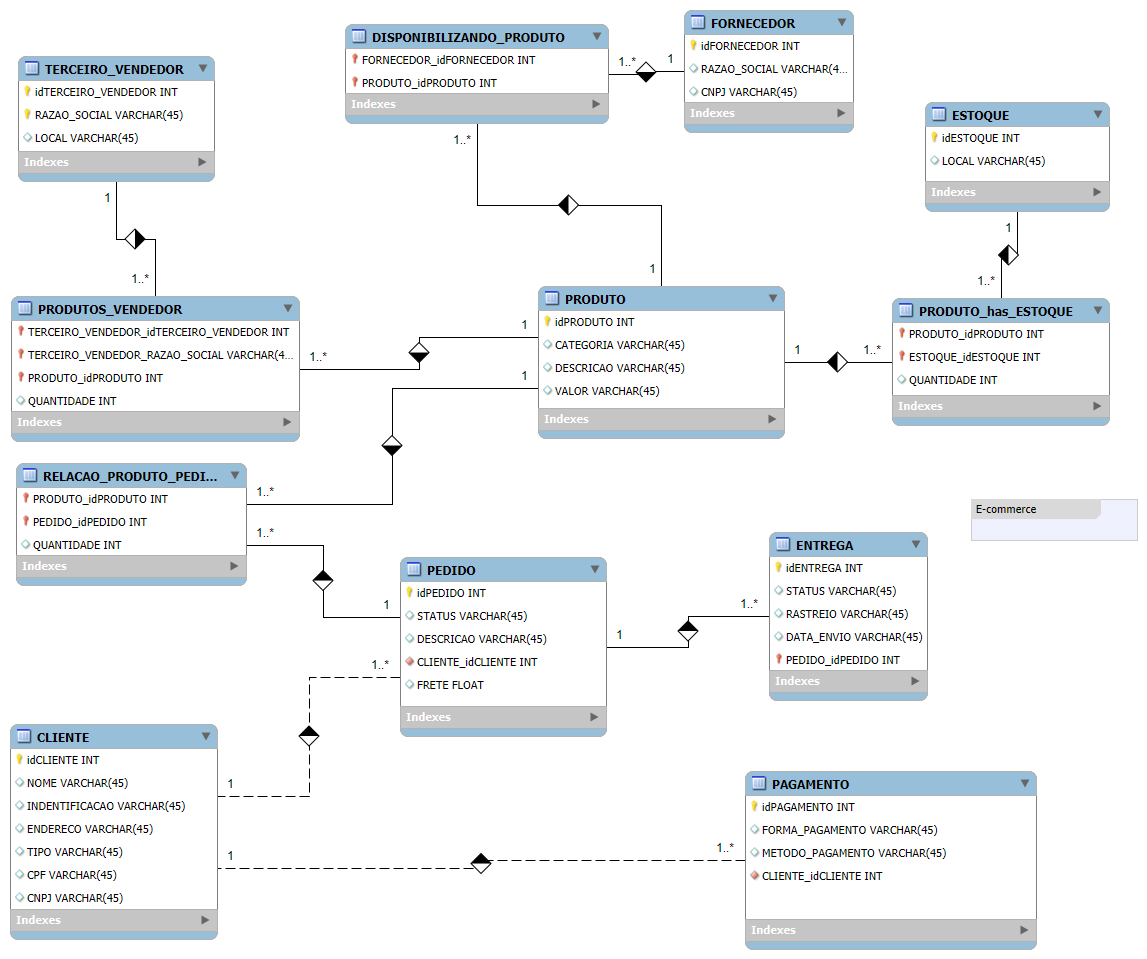 TERCEIRO_VENDEDOR
idTERCEIRO_VENDEDOR INT
RAZAO_SOCIAL VARCHAR(45)
LOCAL VARCHAR(45)
Indexes
DISPONIBILIZANDO_PRODUTO
FORNECEDOR_idFORNECEDOR INT
PRODUTO_idPRODUTO INT
Indexes
1..*
1
FORNECEDOR
idFORNECEDOR INT
RAZAO_SOCIAL VARCHAR(4...
CNPJ VARCHAR(45)
Indexes
ESTOQUE
idESTOQUE INT
LOCAL VARCHAR(45)
Indexes
1..*
1
1
1..*
1
1..*
PRODUTOS_VENDEDOR
TERCEIRO_VENDEDOR_idTERCEIRO_VENDEDOR INT
TERCEIRO_VENDEDOR_RAZAO_SOCIAL VARCHAR(4...
PRODUTO_idPRODUTO INT
QUANTIDADE INT
Indexes
1..*
1
1
PRODUTO
idPRODUTO INT
CATEGORIA VARCHAR(45)
DESCRICAO VARCHAR(45)
VALOR VARCHAR(45)
Indexes
1
1..*
PRODUTO_has_ESTOQUE
PRODUTO_idPRODUTO INT
ESTOQUE_idESTOQUE INT
QUANTIDADE INT
Indexes
RELACAO_PRODUTO_PEDI...
PRODUTO_idPRODUTO INT
PEDIDO_idPEDIDO INT
QUANTIDADE INT
Indexes
1..*
1..*
1
E-commerce
PEDIDO
idPEDIDO INT
STATUS VARCHAR(45)
DESCRICAO VARCHAR(45)
CLIENTE_idCLIENTE INT
FRETE FLOAT
Indexes
1
1..*
ENTREGA
idENTREGA INT
STATUS VARCHAR(45)
RASTREIO VARCHAR(45)
DATA_ENVIO VARCHAR(45)
PEDIDO_idPEDIDO INT
Indexes
1..*
1
CLIENTE
idCLIENTE INT
NOME VARCHAR(45)
INDENTIFICACAO VARCHAR(45)
ENDERECO VARCHAR(45)
TIPO VARCHAR(45)
CPF VARCHAR(45)
CNPJ VARCHAR(45)
Indexes
1
1..*
PAGAMENTO
idPAGAMENTO INT
FORMA_PAGAMENTO VARCHAR(45)
METODO_PAGAMENTO VARCHAR(45)
CLIENTE_idCLIENTE INT
Indexes